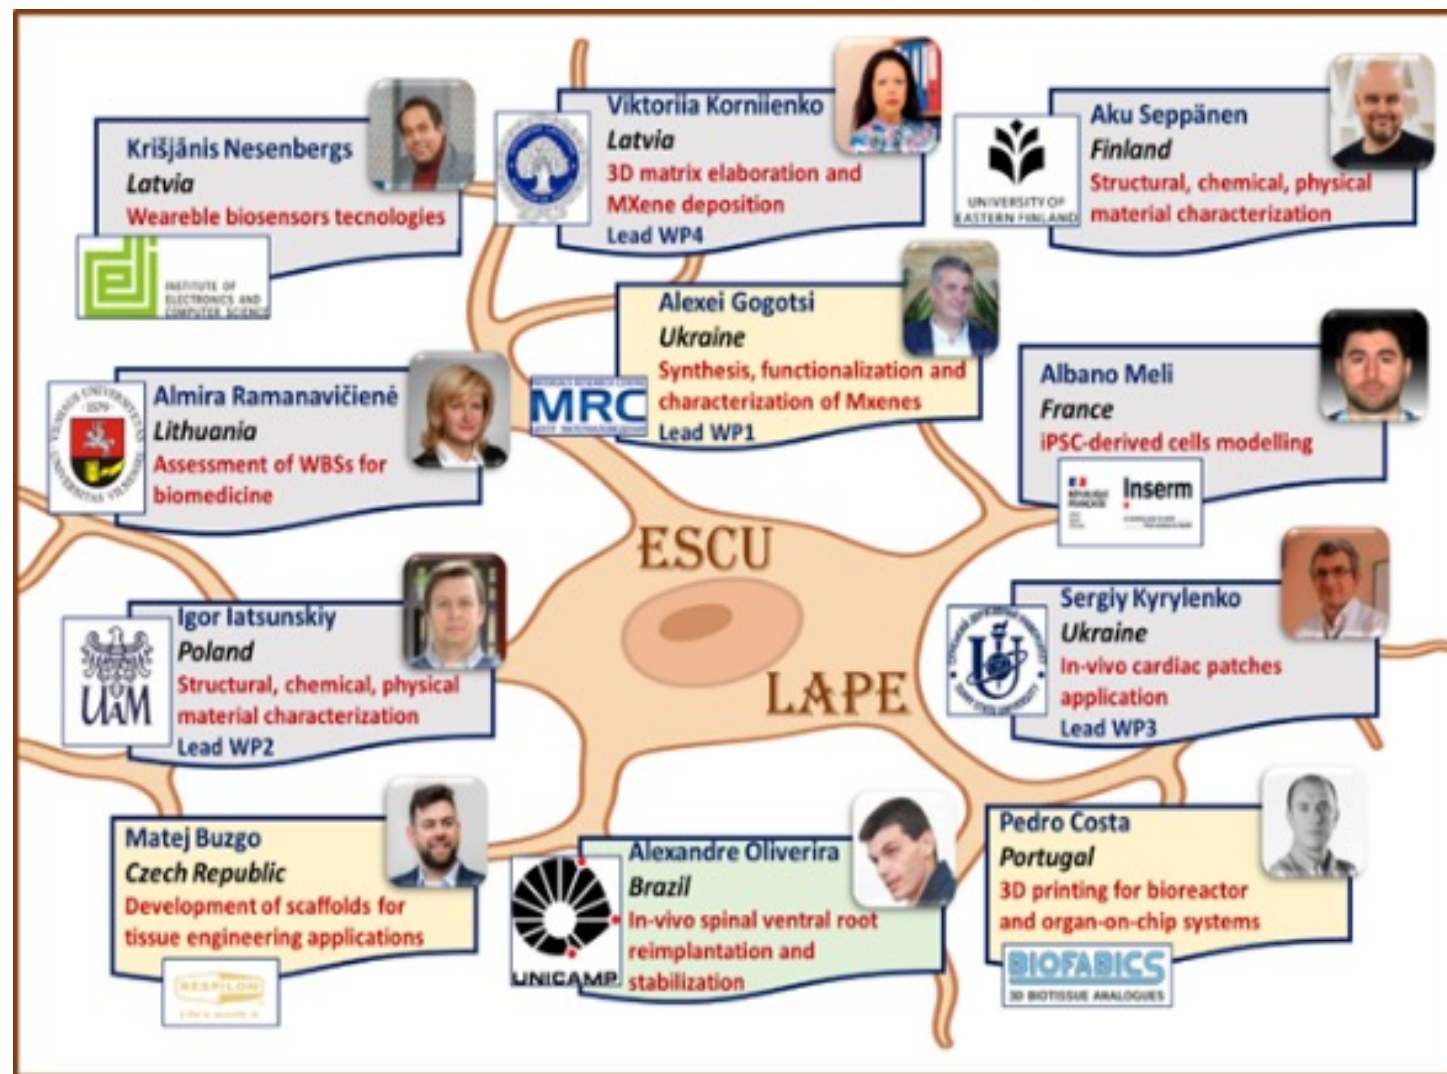 Krišjānis Nesenbergs
Latvia
Weareble biosensors tecnologies
INSTITUTE OF
ELECTRONICS AND
COMPUTER SCIENCE
Viktoriia Korniienko
Latvia
3D matrix elaboration and
MXene deposition
Lead WP4
Aku Seppänen
Finland
Structural, chemical, physical
material characterization
UNIVERSITY OF
EASTERN FINLAND
Alexei Gogotsi
Ukraine
Synthesis, functionalization and
characterization of Mxenes
Lead WP1
MRC
Almira Ramanavičienė
Lithuania
Assessment of WBSs for
biomedicine
1579
Albano Meli
France
iPSC-derived cells modelling
RÉPUBLIQUE
FRANÇAISE
Inserm
ESCU
LAPE
Igor Iatsunskiy
Poland
Structural, chemical, physical
material characterization
Lead WP2
UAM
Sergiy Kyrylenko
Ukraine
In-vivo cardiac patches
application
Lead WP3
Matej Buzgo
Czech Republic
Development of scaffolds for
tissue engineering applications
RESPILON
Alexandre Oliverira
Brazil
In-vivo spinal ventral root
reimplantation and
stabilization
UNICAMP
Pedro Costa
Portugal
3D printing for bioreactor
and organ-on-chip systems
BIOFABICS
3D BIOTISSUE ANALOGUES